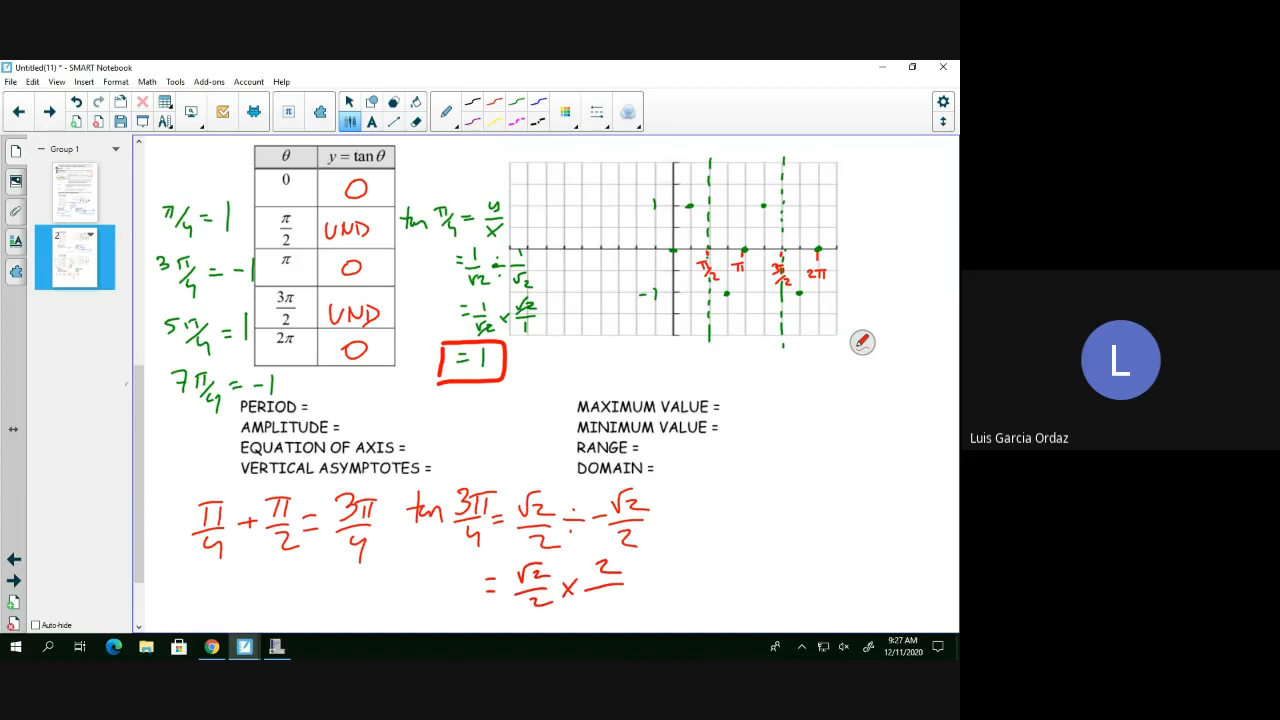 Untitled(11) * - SMART Notebook
File Edit View Insert Format Math Tools Add-ons Account Help
Group 1
2
θ y = tan θ
0 0
π/2 UND
π 0
3π/2 UND
2π 0
π/4 = 1
3π/4 = -1
5π/4 = 1
7π/4 = -1
tan π/4 = y/x
= 1/√2 ÷ 1/√2
= 1/√2 × √2/1
= 1
1
-1
π/2 π 3π/2 2π
PERIOD =
AMPLITUDE =
EQUATION OF AXIS =
VERTICAL ASYMPTOTES =
MAXIMUM VALUE =
MINIMUM VALUE =
RANGE =
DOMAIN =
π/4 + π/2 = 3π/4
tan 3π/4 = √2/2 ÷ -√2/2
= √2/2 × 2/
Auto-hide
9:27 AM
12/11/2020
L
Luis Garcia Ordaz